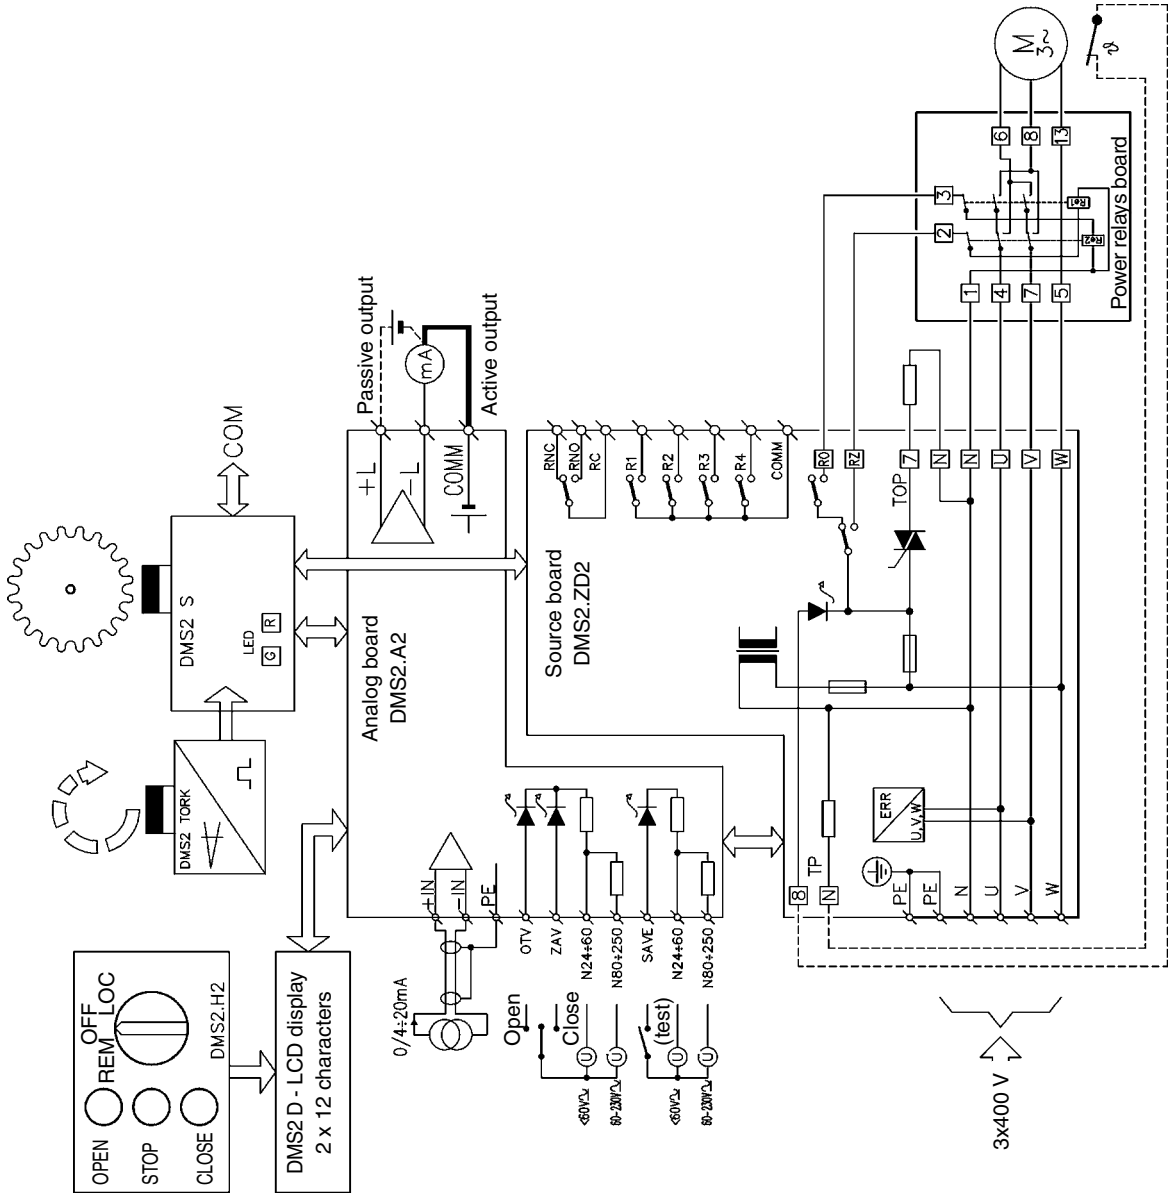 M
3~
ϑ
6
8
13
3
2
Re1
Re2
1
4
7
5
Power relays board
Passive output
mA
Active output
+L
-L
COMM
COM
DMS2 S
LED
G
R
DMS2 TORK
Analog board
DMS2.A2
Source board
DMS2.ZD2
RNC
RNO
RC
R1
R2
R3
R4
COMM
RO
RZ
7
N
N
U
V
W
TOP
ERR
U,V,W
TP
8
N
PE
PE
N
U
V
W
+IN
-IN
PE
OTV
ZAV
N24÷60
N80÷250
SAVE
N24÷60
N80÷250
0/4÷20mA
Open
Close
U
U
<60V
60-230V
(test)
U
U
<60V
60-230V
3x400 V
OPEN
STOP
CLOSE
REM
OFF
LOC
DMS2.H2
DMS2 D - LCD display
2 x 12 characters